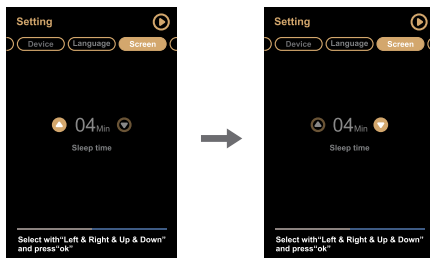 Setting
Device Language Screen
04Min
Sleep time
Select with“Left & Right & Up & Down”
and press“ok”
Setting
Device Language Screen
04Min
Sleep time
Select with“Left & Right & Up & Down”
and press“ok”